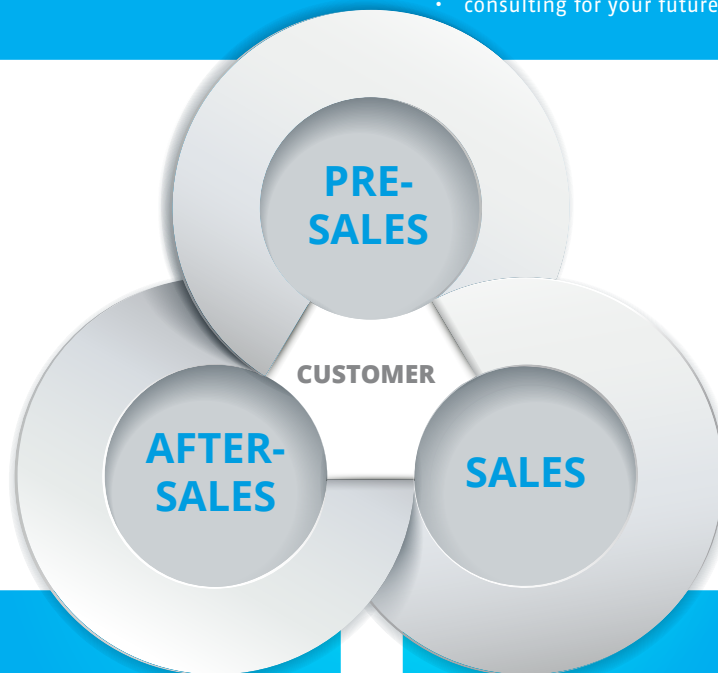 • consulting for your future
PRE-
SALES
CUSTOMER
AFTER-
SALES
SALES